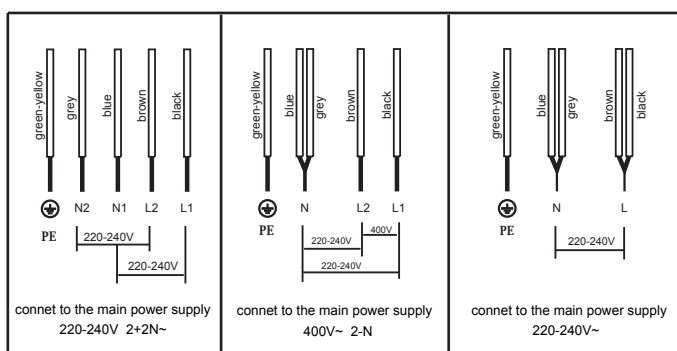 green-yellow
grey
blue
brown
black
N2 N1 L2 L1
PE
220-240V
220-240V
connet to the main power supply
220-240V 2+2N~
green-yellow
blue
grey
brown
black
N L2 L1
PE
220-240V
400V
220-240V
connet to the main power supply
400V~ 2-N
green-yellow
blue
grey
brown
black
N L
PE
220-240V
connet to the main power supply
220-240V~